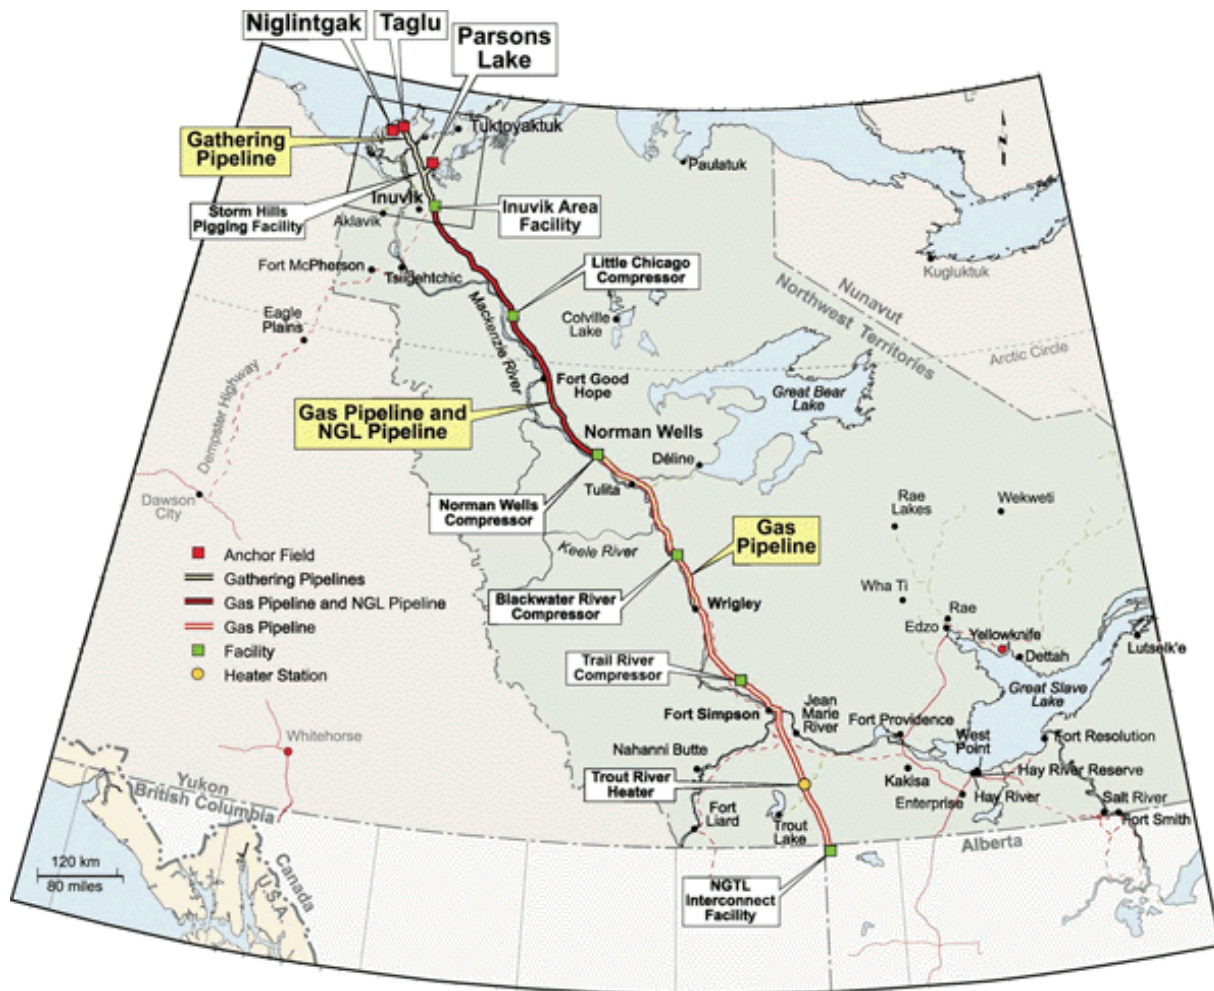 Niglintgak
Taglu
Parsons
Lake
Gathering
Pipeline
Tuktoyaktuk
Paulatuk
Storm Hills
Pigging Facility
Inuvik
Aklavik
Inuvik Area
Facility
Fort McPherson
Tsiigehtchic
Little Chicago
Compressor
Kugluktuk
Nunavut
Northwest Territories
Eagle
Plains
Colville
Lake
Mackenzie River
Arctic Circle
Dempster Highway
Fort Good
Hope
Great Bear
Lake
Gas Pipeline and
NGL Pipeline
Norman Wells
Déline
Tulita
Dawson
City
Norman Wells
Compressor
Rae
Lakes
Wekweti
Gas
Pipeline
Keele River
Anchor Field
Gathering Pipelines
Gas Pipeline and NGL Pipeline
Gas Pipeline
Facility
Heater Station
Blackwater River
Compressor
Wrigley
Wha Ti
Rae
Edzo
Yellowknife
Dettah
Lutselk'e
Trail River
Compressor
Great Slave
Lake
Fort Simpson
Jean
Marie
River
Fort Providence
West
Point
Fort Resolution
Whitehorse
Nahanni Butte
Kakisa
Hay River Reserve
Trout River
Heater
Enterprise
Hay River
Salt River
Fort Smith
Yukon
British Columbia
Fort
Liard
Trout
Lake
Alberta
120 km
80 miles
Canada
U.S.A.
NGTL
Interconnect
Facility
N